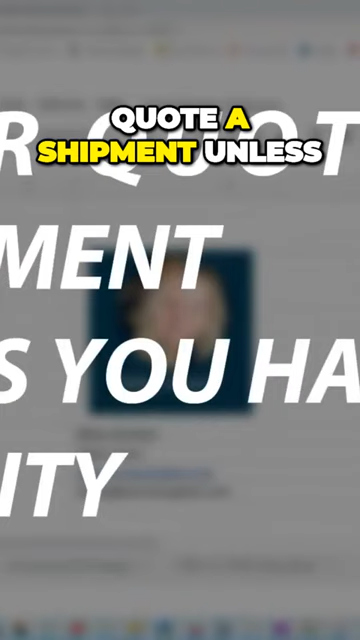 QUOTE A
SHIPMENT UNLESS
R QUOT
MENT
S YOU HA
ITY